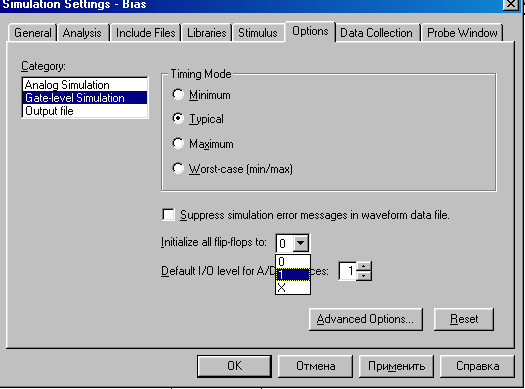 Simulation Settings - Bias
General Analysis Include Files Libraries Stimulus Options Data Collection Probe Window
Category:
Analog Simulation
Gate-level Simulation
Output file
Timing Mode
Minimum
Typical
Maximum
Worst-case (min/max)
Suppress simulation error messages in waveform data file.
Initialize all flip-flops to: 0
0
1
X
Default I/O level for A/D ces: 1
Advanced Options... Reset
OK Отмена Применить Справка